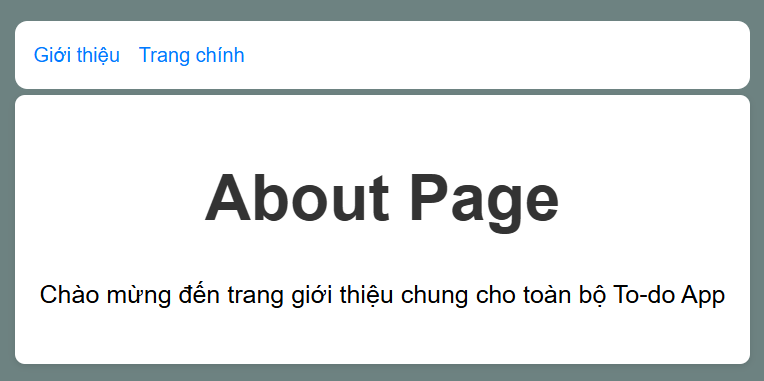 Giới thiệu Trang chính
About Page
Chào mừng đến trang giới thiệu chung cho toàn bộ To-do App